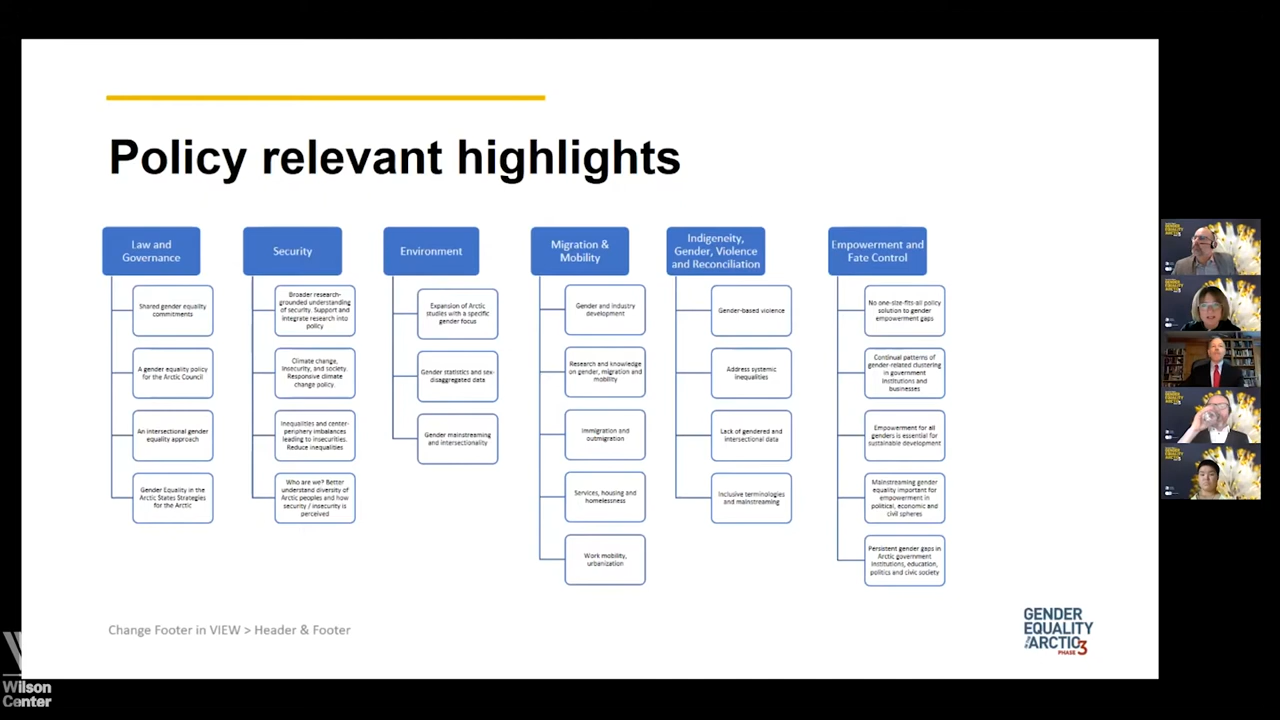 Policy relevant highlights
Law and
Governance
Shared gender equality
commitments
A gender equality policy
for the Arctic Council
An intersectional gender
equality approach
Gender Equality in the
Arctic States Strategies
for the Arctic
Security
Broader research-
grounded understanding
of security. Support and
integrate research into
policy
Climate change,
insecurity, and society.
Responsive climate
change policy.
Inequalities and center-
periphery imbalances
leading to insecurities.
Reduce inequalities
Who are we? Better
understand diversity of
Arctic peoples and how
security / insecurity is
perceived
Environment
Expansion of Arctic
studies with a specific
gender focus
Gender statistics and sex-
disaggregated data
Gender mainstreaming
and intersectionality
Migration &
Mobility
Gender and industry
development
Research and knowledge
on gender, migration and
mobility
Immigration and
outmigration
Services, housing and
homelessness
Work mobility,
urbanization
Indigeneity,
Gender, Violence
and Reconciliation
Gender-based violence
Address systemic
inequalities
Lack of gendered and
intersectional data
Inclusive terminologies
and mainstreaming
Empowerment and
Fate Control
No one-size-fits-all policy
solution to gender
empowerment gaps
Continual patterns of
gender-related clustering
in government
institutions and
businesses
Empowerment for all
genders is essential for
sustainable development
Mainstreaming gender
equality important for
empowerment in
political, economic and
civil spheres
Persistent gender gaps in
Arctic government
institutions, education,
politics and civic society
Change Footer in VIEW > Header & Footer
GENDER
EQUALITY
ARCTIC
PHASE 3
Wilson
Center